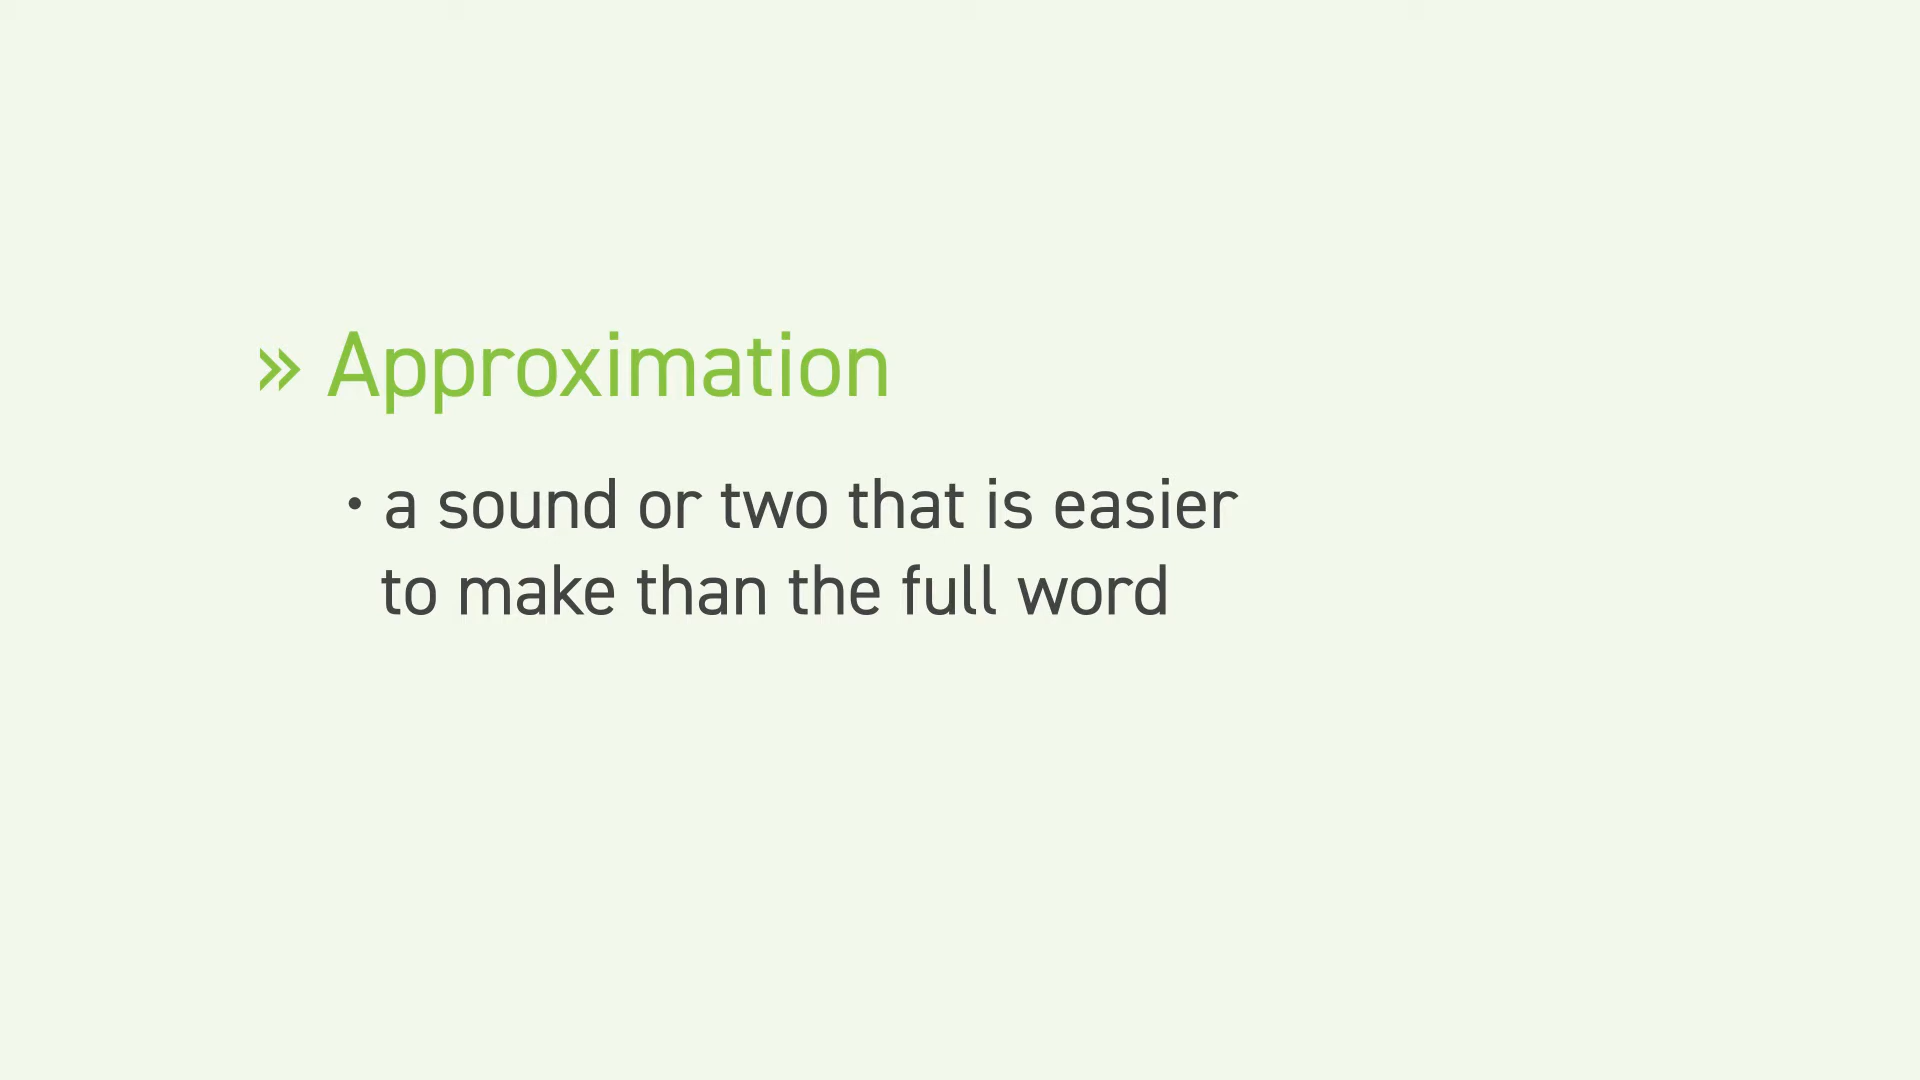 » Approximation
• a sound or two that is easier
to make than the full word